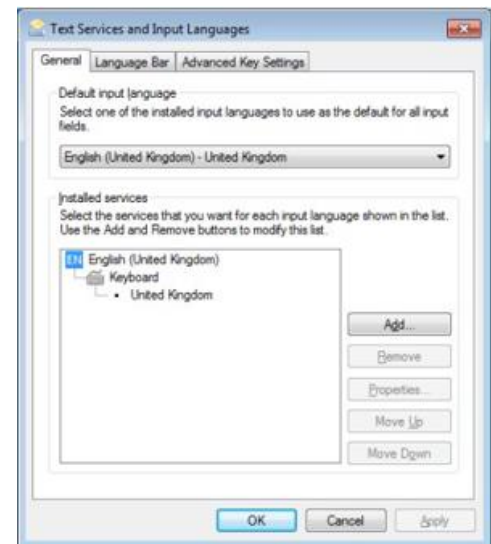 Text Services and Input Languages
General
Language Bar
Advanced Key Settings
Default input language
Select one of the installed input languages to use as the default for all input
fields.
English (United Kingdom) - United Kingdom
Installed services
Select the services that you want for each input language shown in the list.
Use the Add and Remove buttons to modify this list.
EN English (United Kingdom)
Keyboard
• United Kingdom
Add...
Remove
Properties...
Move Up
Move Down
OK
Cancel
Apply